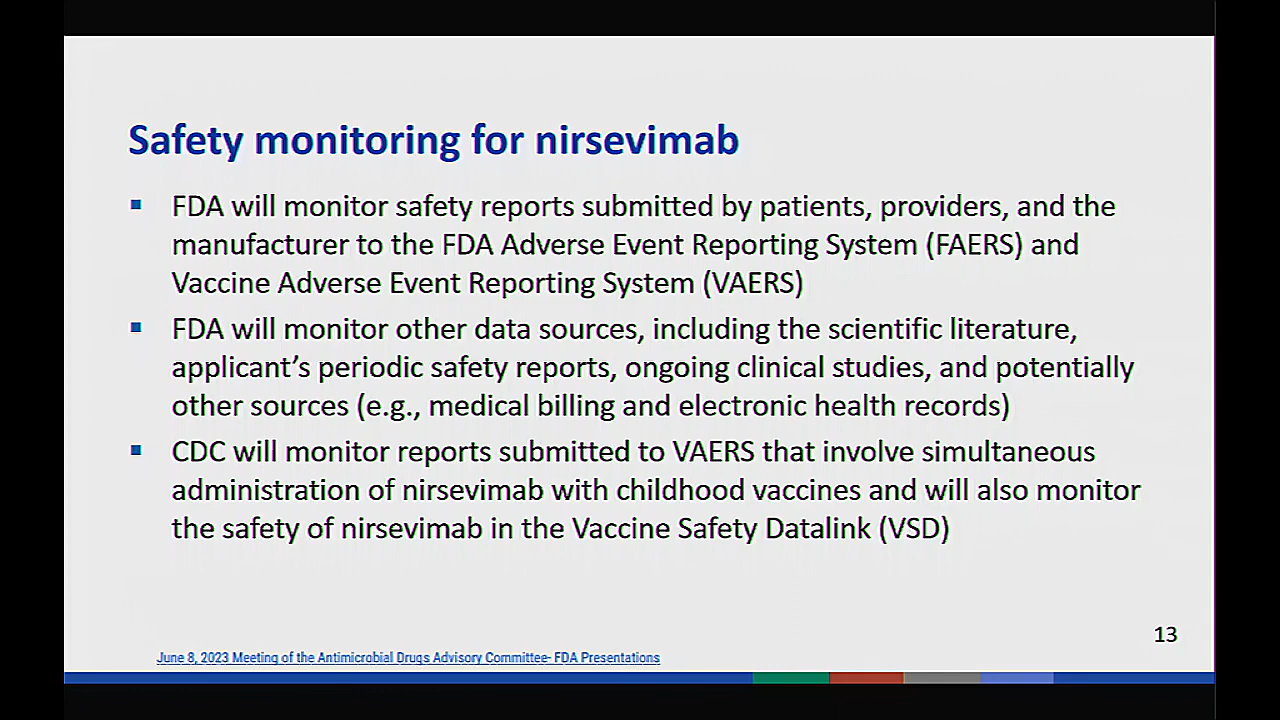 Safety monitoring for nirsevimab
▪ FDA will monitor safety reports submitted by patients, providers, and the
manufacturer to the FDA Adverse Event Reporting System (FAERS) and
Vaccine Adverse Event Reporting System (VAERS)
▪ FDA will monitor other data sources, including the scientific literature,
applicant’s periodic safety reports, ongoing clinical studies, and potentially
other sources (e.g., medical billing and electronic health records)
▪ CDC will monitor reports submitted to VAERS that involve simultaneous
administration of nirsevimab with childhood vaccines and will also monitor
the safety of nirsevimab in the Vaccine Safety Datalink (VSD)
13
June 8, 2023 Meeting of the Antimicrobial Drugs Advisory Committee- FDA Presentations